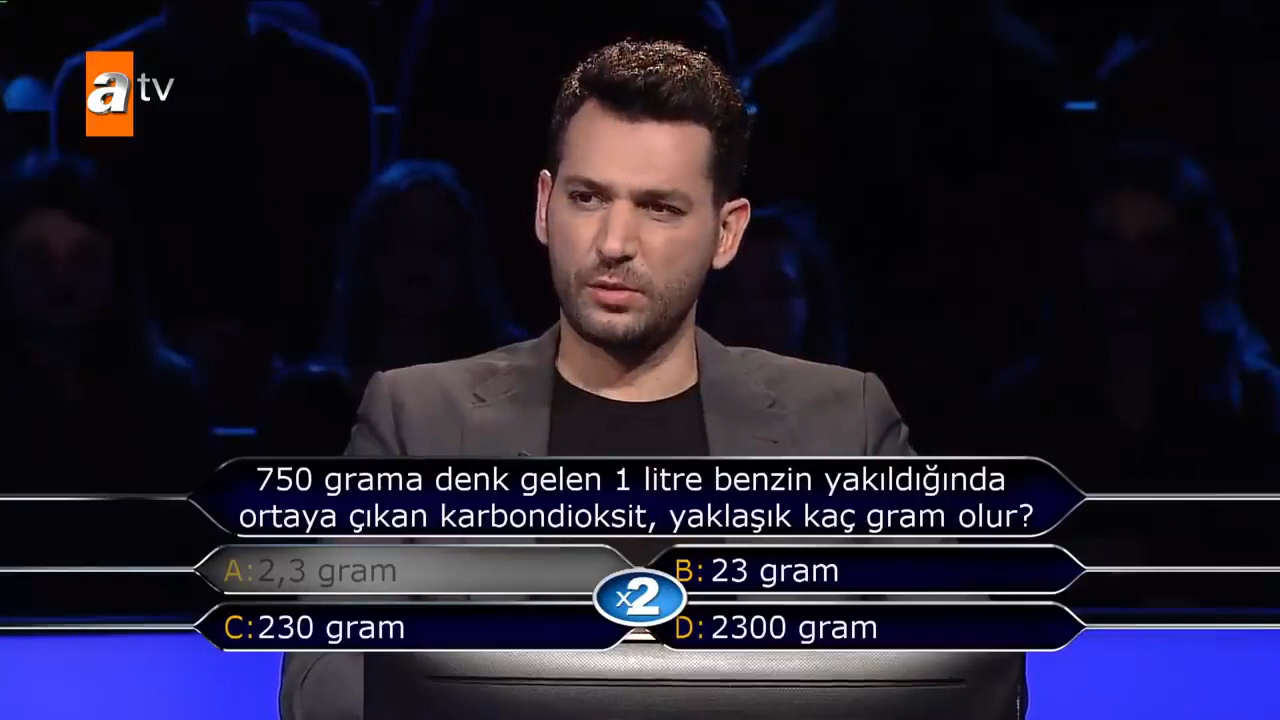 a tv
750 grama denk gelen 1 litre benzin yakıldığında
ortaya çıkan karbondioksit, yaklaşık kaç gram olur?
A: 2,3 gram
B: 23 gram
x2
C: 230 gram
D: 2300 gram